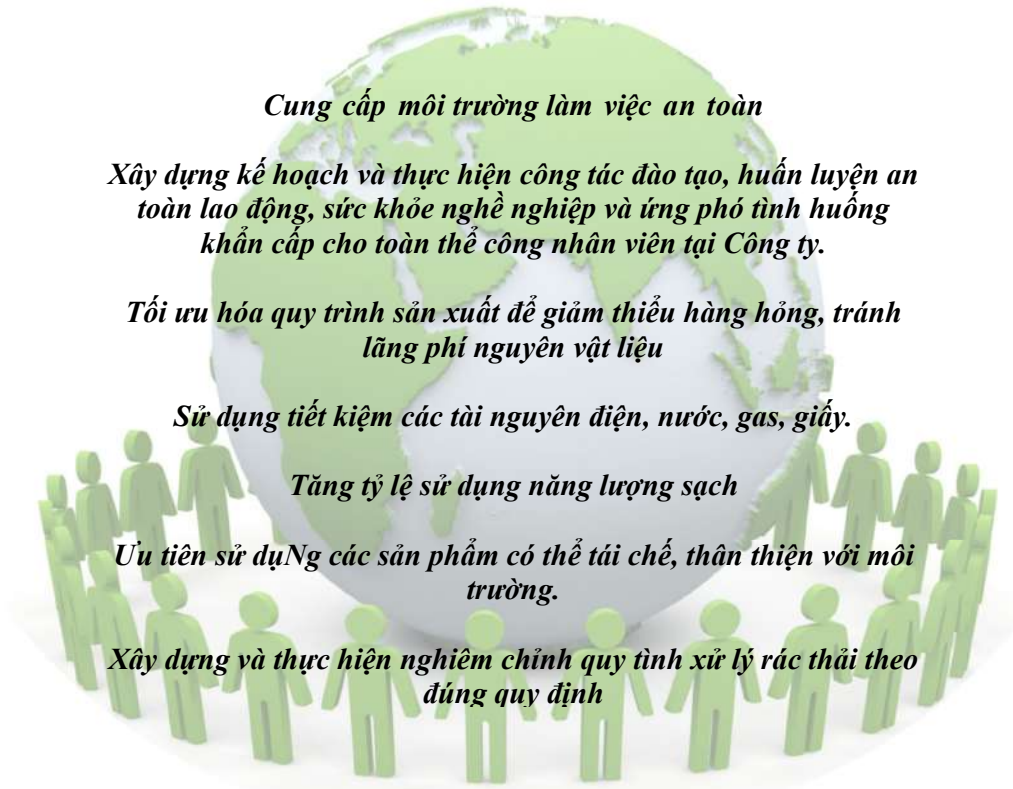 Cung cấp môi trường làm việc an toàn
Xây dựng kế hoạch và thực hiện công tác đào tạo, huấn luyện an
toàn lao động, sức khỏe nghề nghiệp và ứng phó tình huống
khẩn cấp cho toàn thể công nhân viên tại Công ty.
Tối ưu hóa quy trình sản xuất để giảm thiểu hàng hỏng, tránh
lãng phí nguyên vật liệu
Sử dụng tiết kiệm các tài nguyên điện, nước, gas, giấy.
Tăng tỷ lệ sử dụng năng lượng sạch
Ưu tiên sử dụNg các sản phẩm có thể tái chế, thân thiện với môi
trường.
Xây dựng và thực hiện nghiêm chỉnh quy tình xử lý rác thải theo
đúng quy định